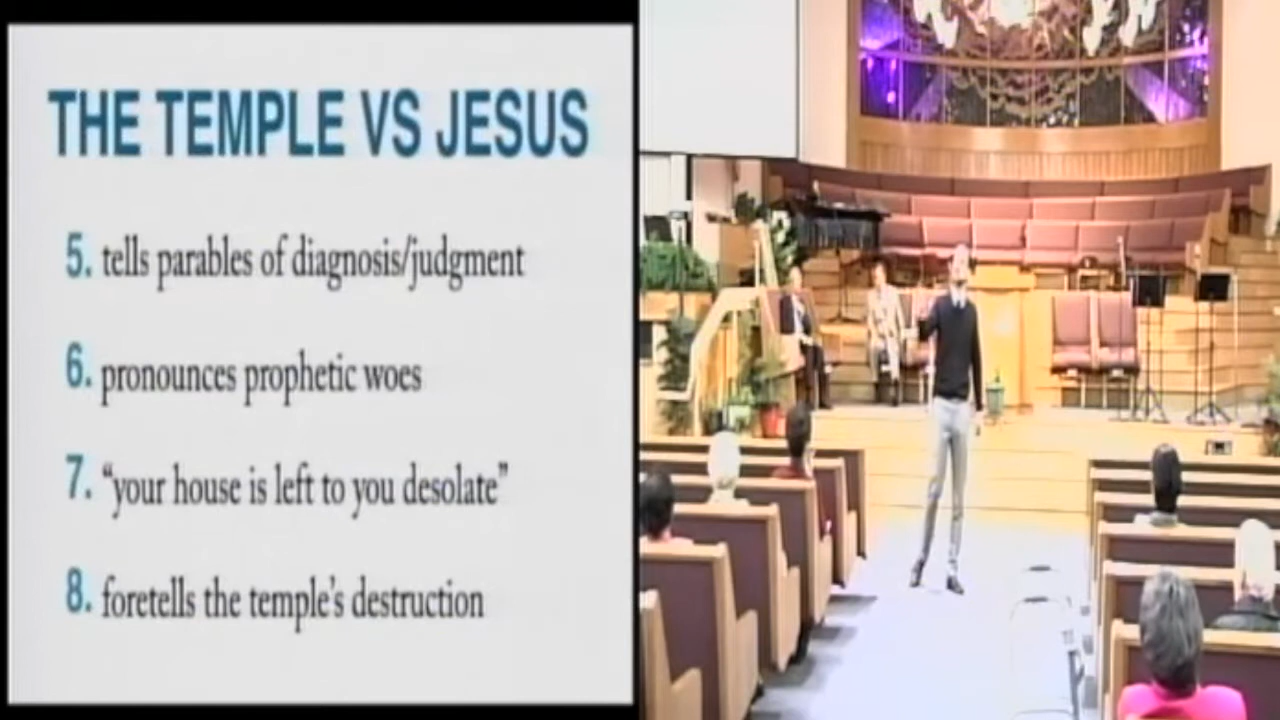 THE TEMPLE VS JESUS
5. tells parables of diagnosis/judgment
6. pronounces prophetic woes
7. “your house is left to you desolate”
8. foretells the temple’s destruction